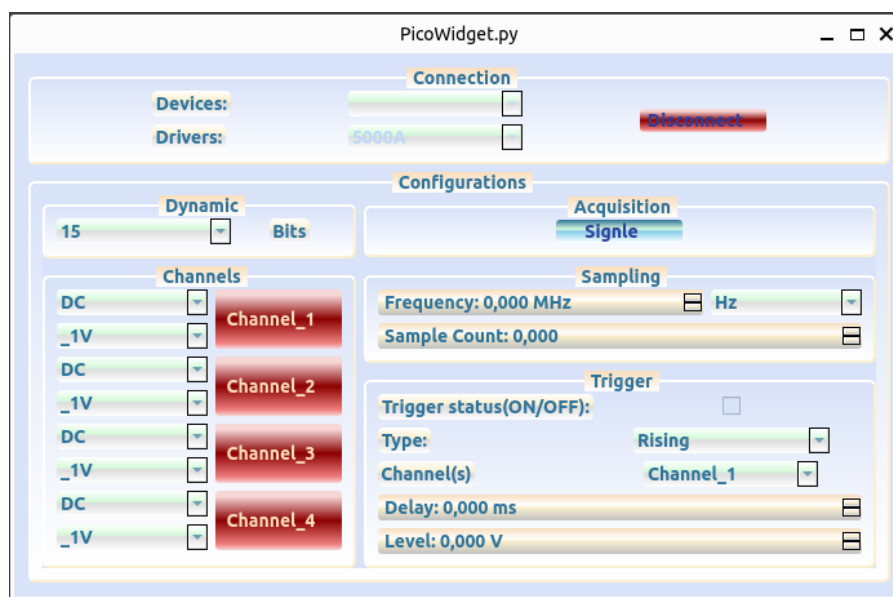 PicoWidget.py
Connection
Devices:
Drivers: 5000A
Disconnect
Configurations
Dynamic
15 Bits
Acquisition
Signle
Channels
DC
_1V
Channel_1
DC
_1V
Channel_2
DC
_1V
Channel_3
DC
_1V
Channel_4
Sampling
Frequency: 0,000 MHz Hz
Sample Count: 0,000
Trigger
Trigger status(ON/OFF):
Type: Rising
Channel(s) Channel_1
Delay: 0,000 ms
Level: 0,000 V